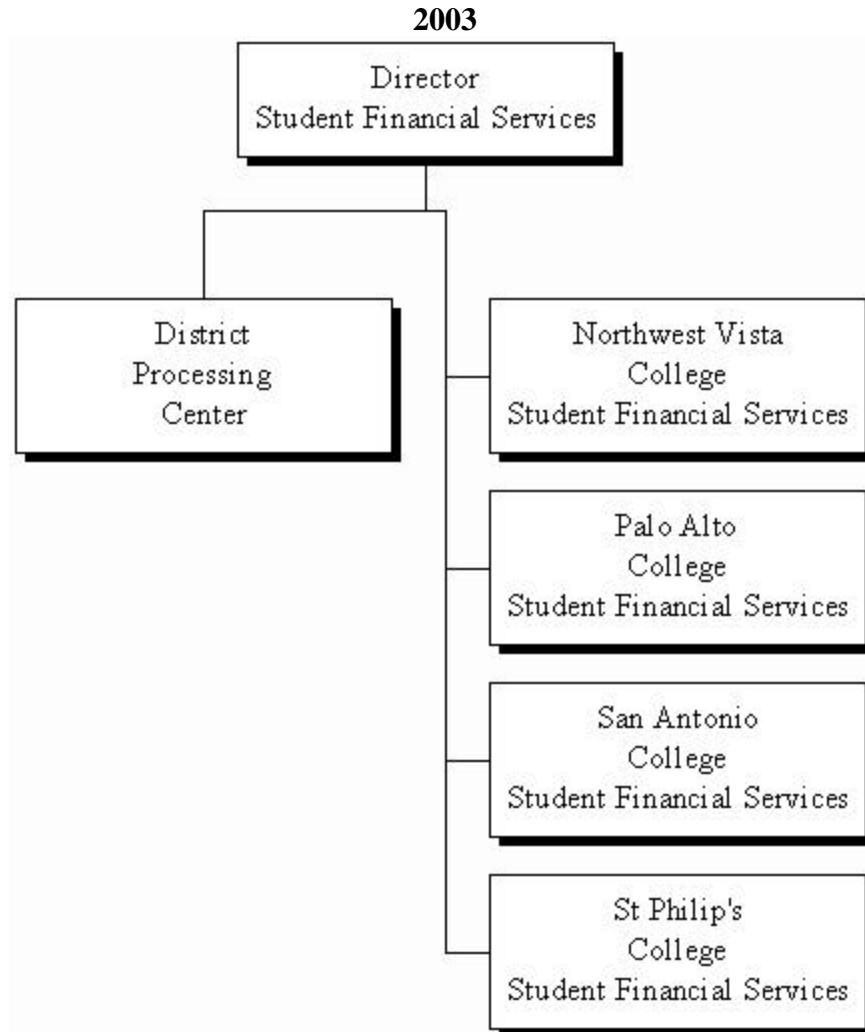 2003
Director
Student Financial Services
District
Processing
Center
Northwest Vista
College
Student Financial Services
Palo Alto
College
Student Financial Services
San Antonio
College
Student Financial Services
St Philip's
College
Student Financial Services